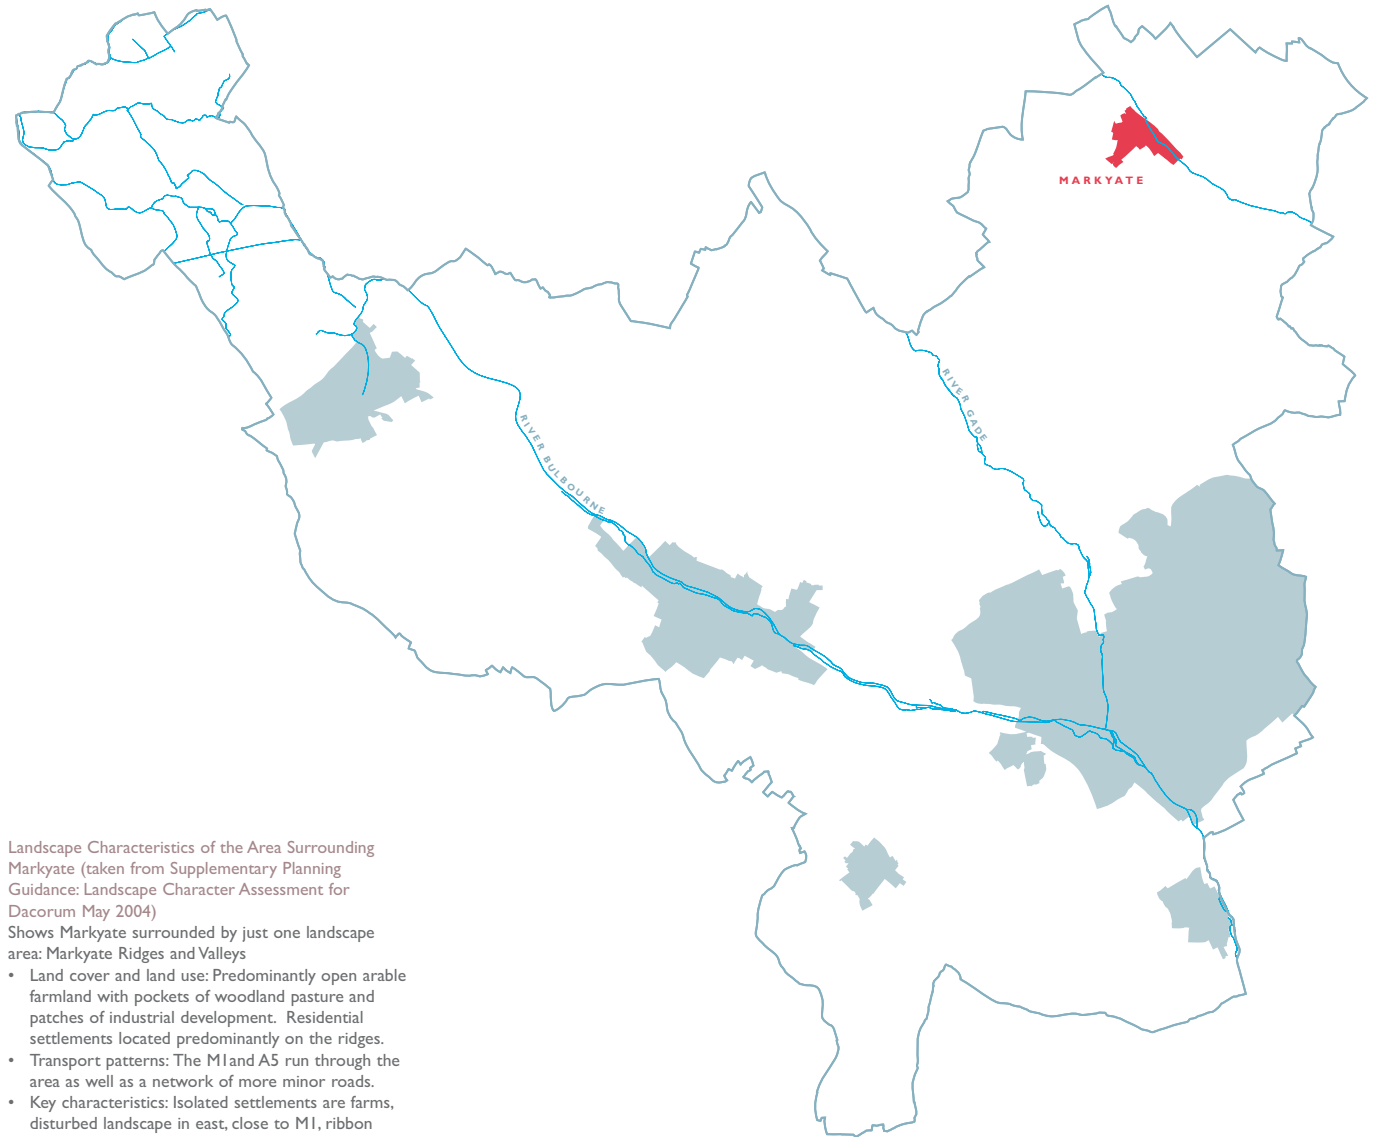 MARKYATE
RIVER GADE
RIVER BULBOURNE
Landscape Characteristics of the Area Surrounding
Markyate (taken from Supplementary Planning
Guidance: Landscape Character Assessment for
Dacorum May 2004)
Shows Markyate surrounded by just one landscape
area: Markyate Ridges and Valleys
• Land cover and land use: Predominantly open arable
farmland with pockets of woodland pasture and
patches of industrial development. Residential
settlements located predominantly on the ridges.
• Transport patterns: The M1and A5 run through the
area as well as a network of more minor roads.
• Key characteristics: Isolated settlements are farms,
disturbed landscape in east, close to M1, ribbon